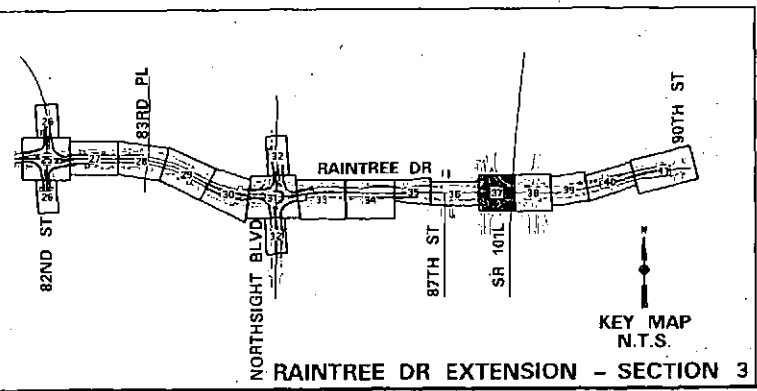 83RD PL
90TH ST
26
32
25
27
28
29
30
RAINTREE DR
31
33
34
35
36
37
38
39
40
41
26
32
82ND ST
NORTHSIGHT BLVD
87TH ST
SR 101L
N
KEY MAP
N.T.S.
RAINTREE DR EXTENSION - SECTION 3